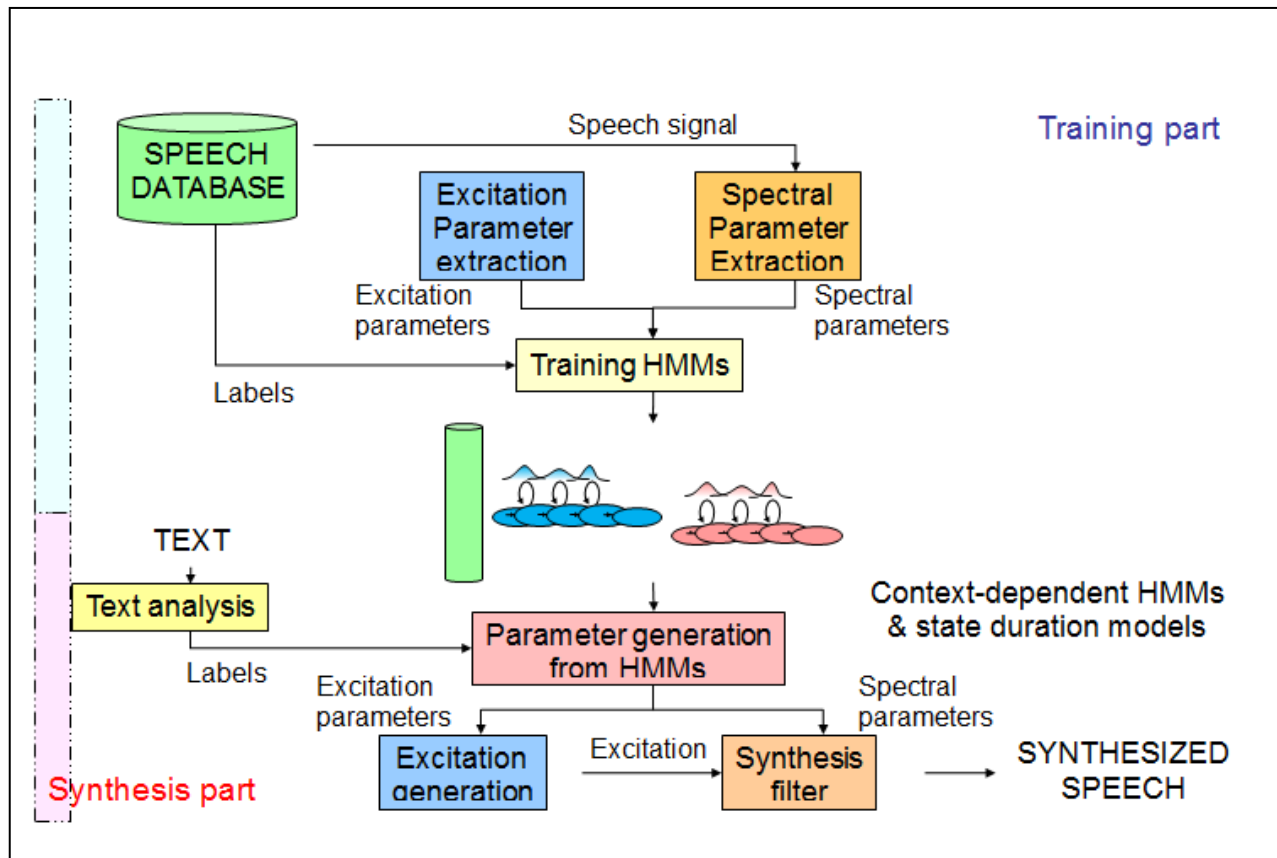 Speech signal
Training part
SPEECH
DATABASE
Excitation
Parameter
extraction
Spectral
Parameter
Extraction
Excitation
parameters
Spectral
parameters
Training HMMs
Labels
TEXT
Text analysis
Context-dependent HMMs
& state duration models
Parameter generation
from HMMs
Labels
Excitation
parameters
Spectral
parameters
Excitation
generation
Excitation
Synthesis
filter
SYNTHESIZED
SPEECH
Synthesis part